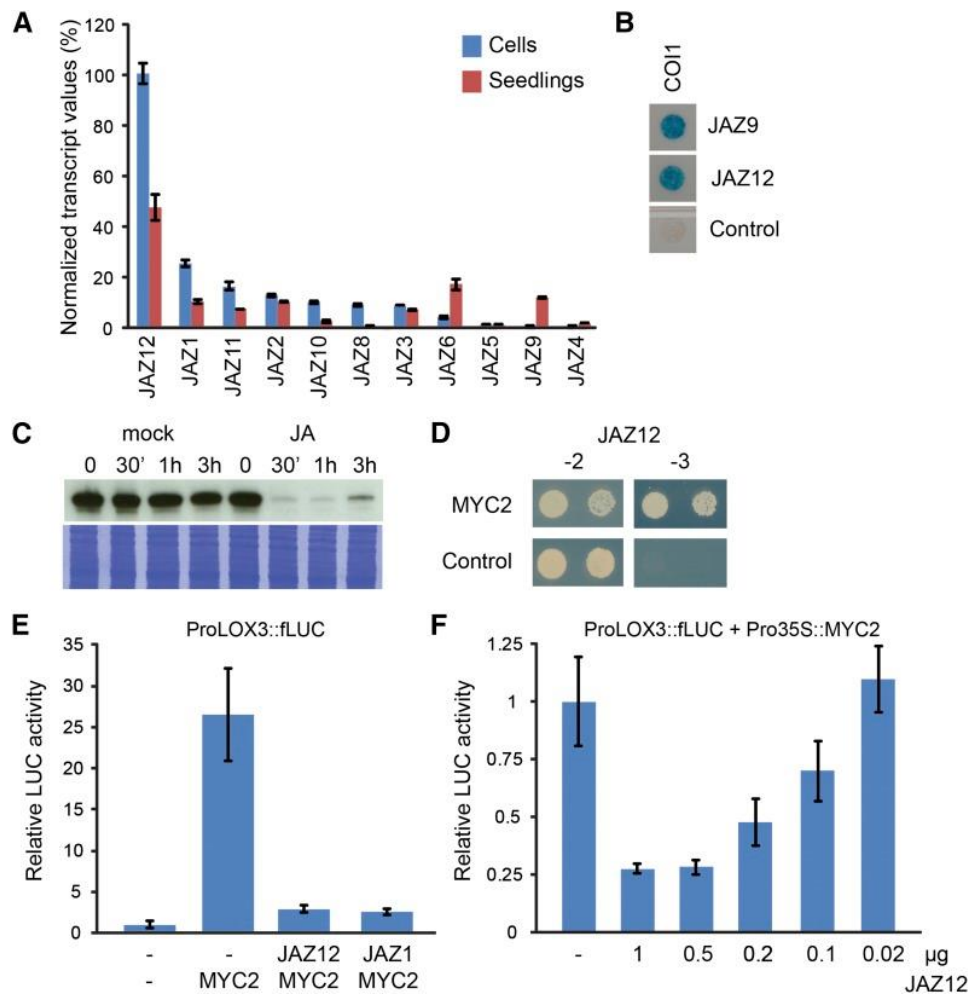 A
Normalized transcript values (%)
120
100
80
60
40
20
0
Cells
Seedlings
JAZ12
JAZ1
JAZ11
JAZ2
JAZ10
JAZ8
JAZ3
JAZ6
JAZ5
JAZ9
JAZ4
B
COI1
JAZ9
JAZ12
Control
C
mock JA
0 30' 1h 3h 0 30' 1h 3h
D
JAZ12
-2 -3
MYC2
Control
E
ProLOX3::fLUC
Relative LUC activity
35
30
25
20
15
10
5
0
- - JAZ12 JAZ1
- MYC2 MYC2 MYC2
F
ProLOX3::fLUC + Pro35S::MYC2
Relative LUC activity
1.25
1
0.75
0.5
0.25
0
- 1 0.5 0.2 0.1 0.02 µg
JAZ12